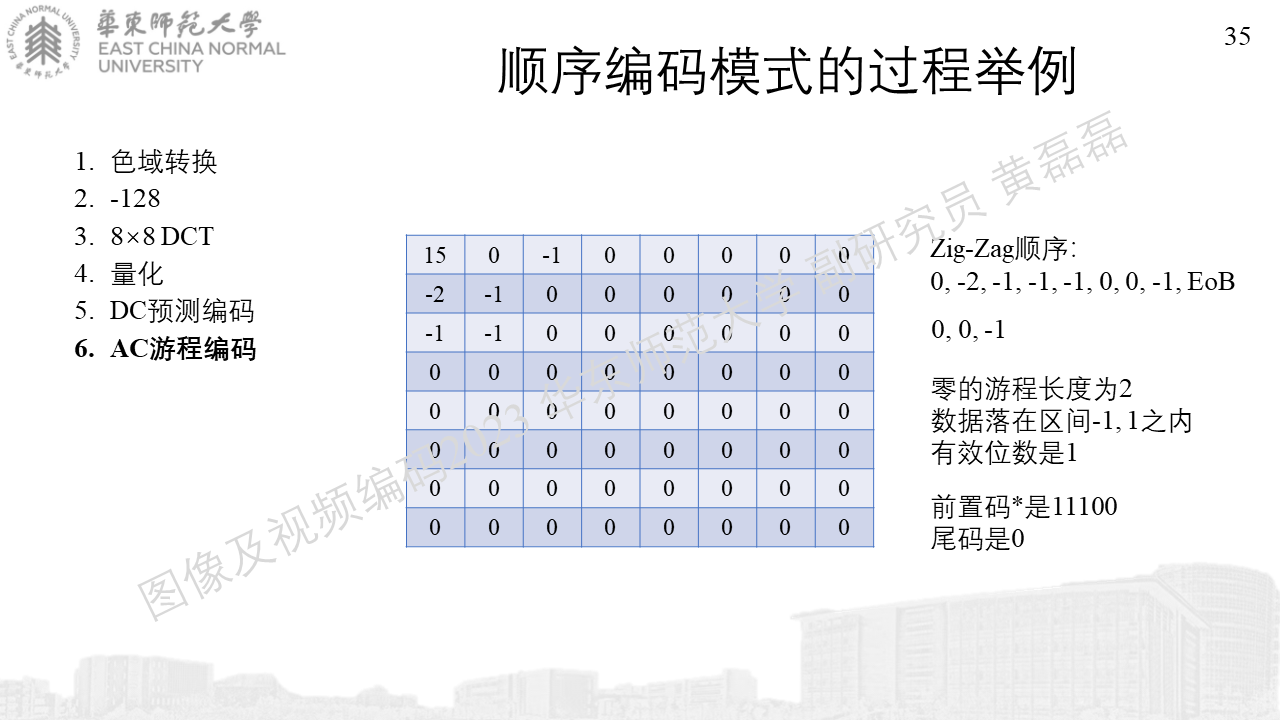 華東師範大學
EAST CHINA NORMAL
UNIVERSITY
EAST CHINA NORMAL UNIVERSITY
華東师范大學
35
顺序编码模式的过程举例
1. 色域转换
2. -128
3. 8×8 DCT
4. 量化
5. DC预测编码
6. AC游程编码
15 0 -1 0 0 0 0 0
-2 -1 0 0 0 0 0 0
-1 -1 0 0 0 0 0 0
0 0 0 0 0 0 0 0
0 0 0 0 0 0 0 0
0 0 0 0 0 0 0 0
0 0 0 0 0 0 0 0
0 0 0 0 0 0 0 0
Zig-Zag顺序：
0, -2, -1, -1, -1, 0, 0, -1, EoB
0, 0, -1
零的游程长度为2
数据落在区间-1, 1之内
有效位数是1
前置码*是11100
尾码是0
图像及视频编码2023 华东师范大学 副研究员 黄磊磊